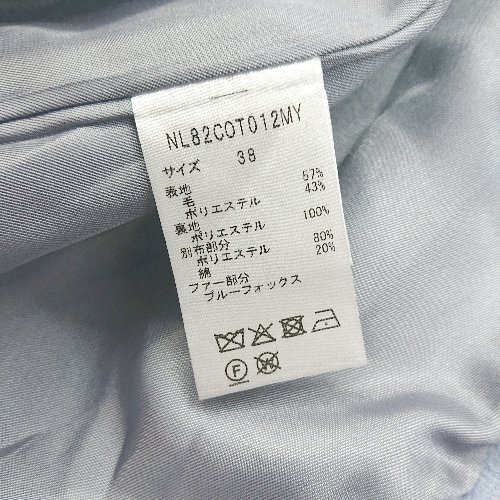 NL82COT012MY
サイズ 38
表地
毛 57%
ポリエステル 43%
裏地
ポリエステル 100%
別布部分
ポリエステル 80%
綿 20%
ファー部分
ブルーフォックス
F W